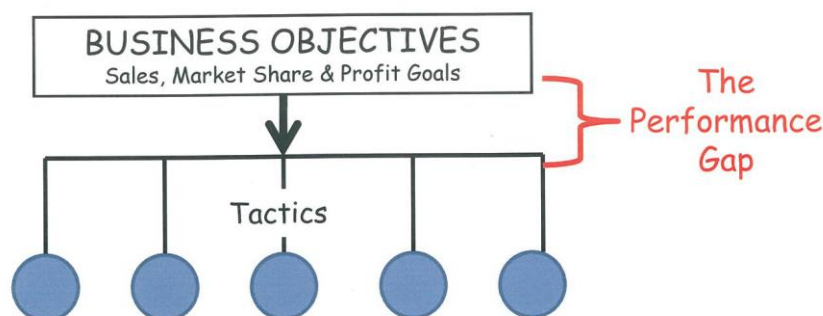 BUSINESS OBJECTIVES
Sales, Market Share & Profit Goals
The
Performance
Gap
Tactics